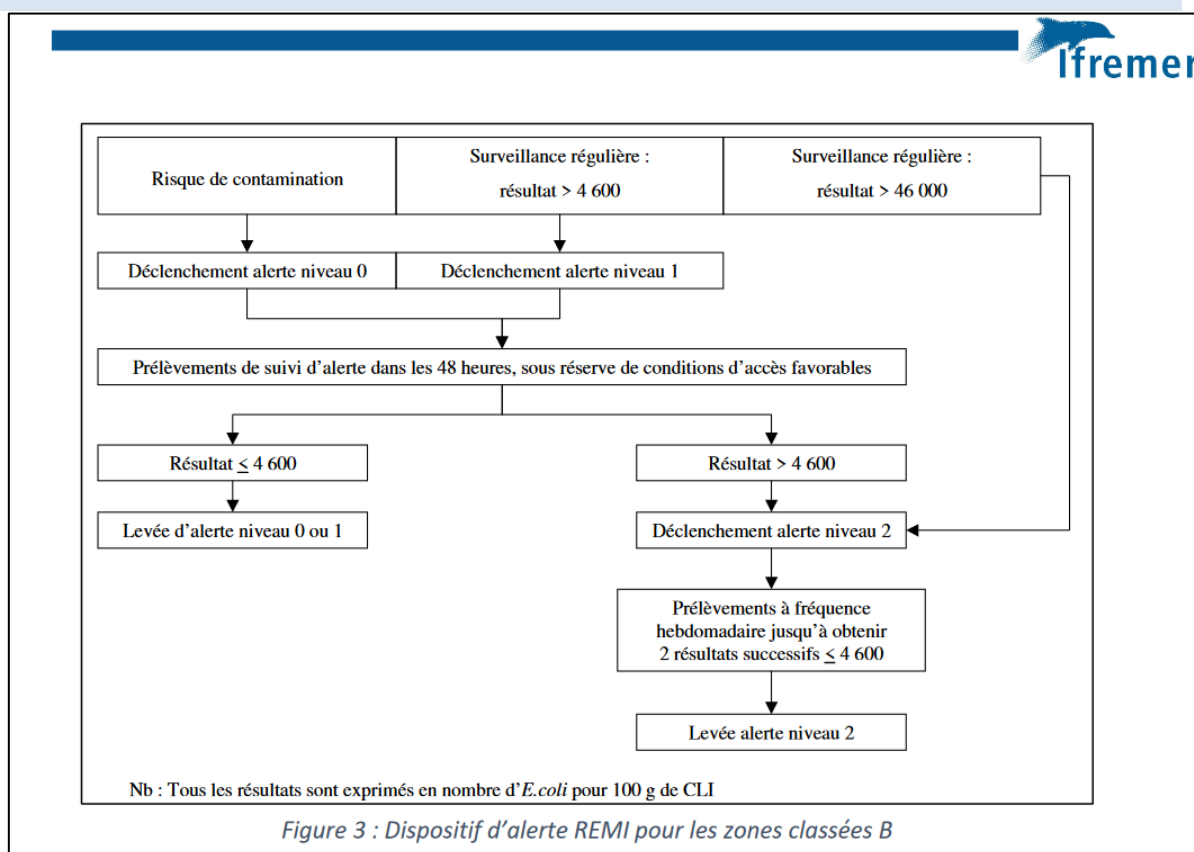 Ifremer
Risque de contamination
Surveillance régulière :
résultat > 4 600
Surveillance régulière :
résultat > 46 000
Déclenchement alerte niveau 0
Déclenchement alerte niveau 1
Prélèvements de suivi d'alerte dans les 48 heures, sous réserve de conditions d'accès favorables
Résultat ≤ 4 600
Résultat > 4 600
Levée d'alerte niveau 0 ou 1
Déclenchement alerte niveau 2
Prélèvements à fréquence
hebdomadaire jusqu'à obtenir
2 résultats successifs ≤ 4 600
Levée alerte niveau 2
Nb : Tous les résultats sont exprimés en nombre d'E.coli pour 100 g de CLI
Figure 3 : Dispositif d'alerte REMI pour les zones classées B